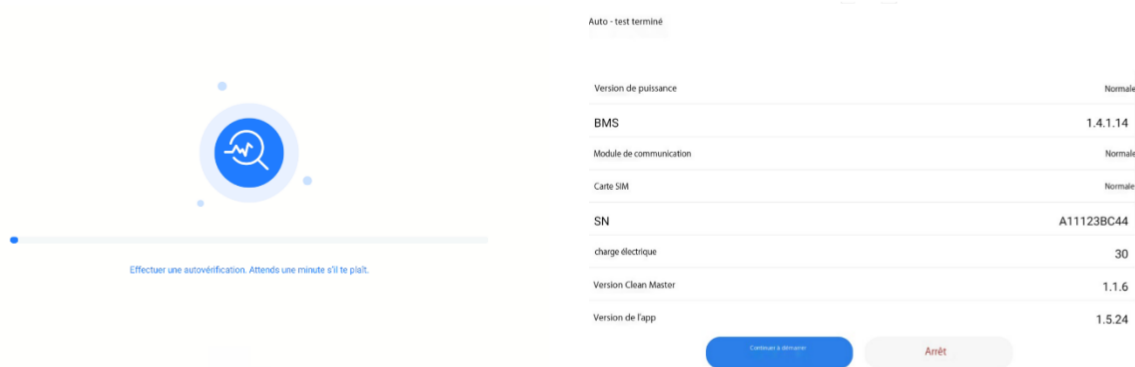 Effectuer une autovérification. Attends une minute s'il te plaît.
Auto - test terminé
Version de puissance Normale
BMS 1.4.1.14
Module de communication Normale
Carte SIM Normale
SN A11123BC44
charge électrique 30
Version Clean Master 1.1.6
Version de l'app 1.5.24
Continuer à démarrer Arrêt